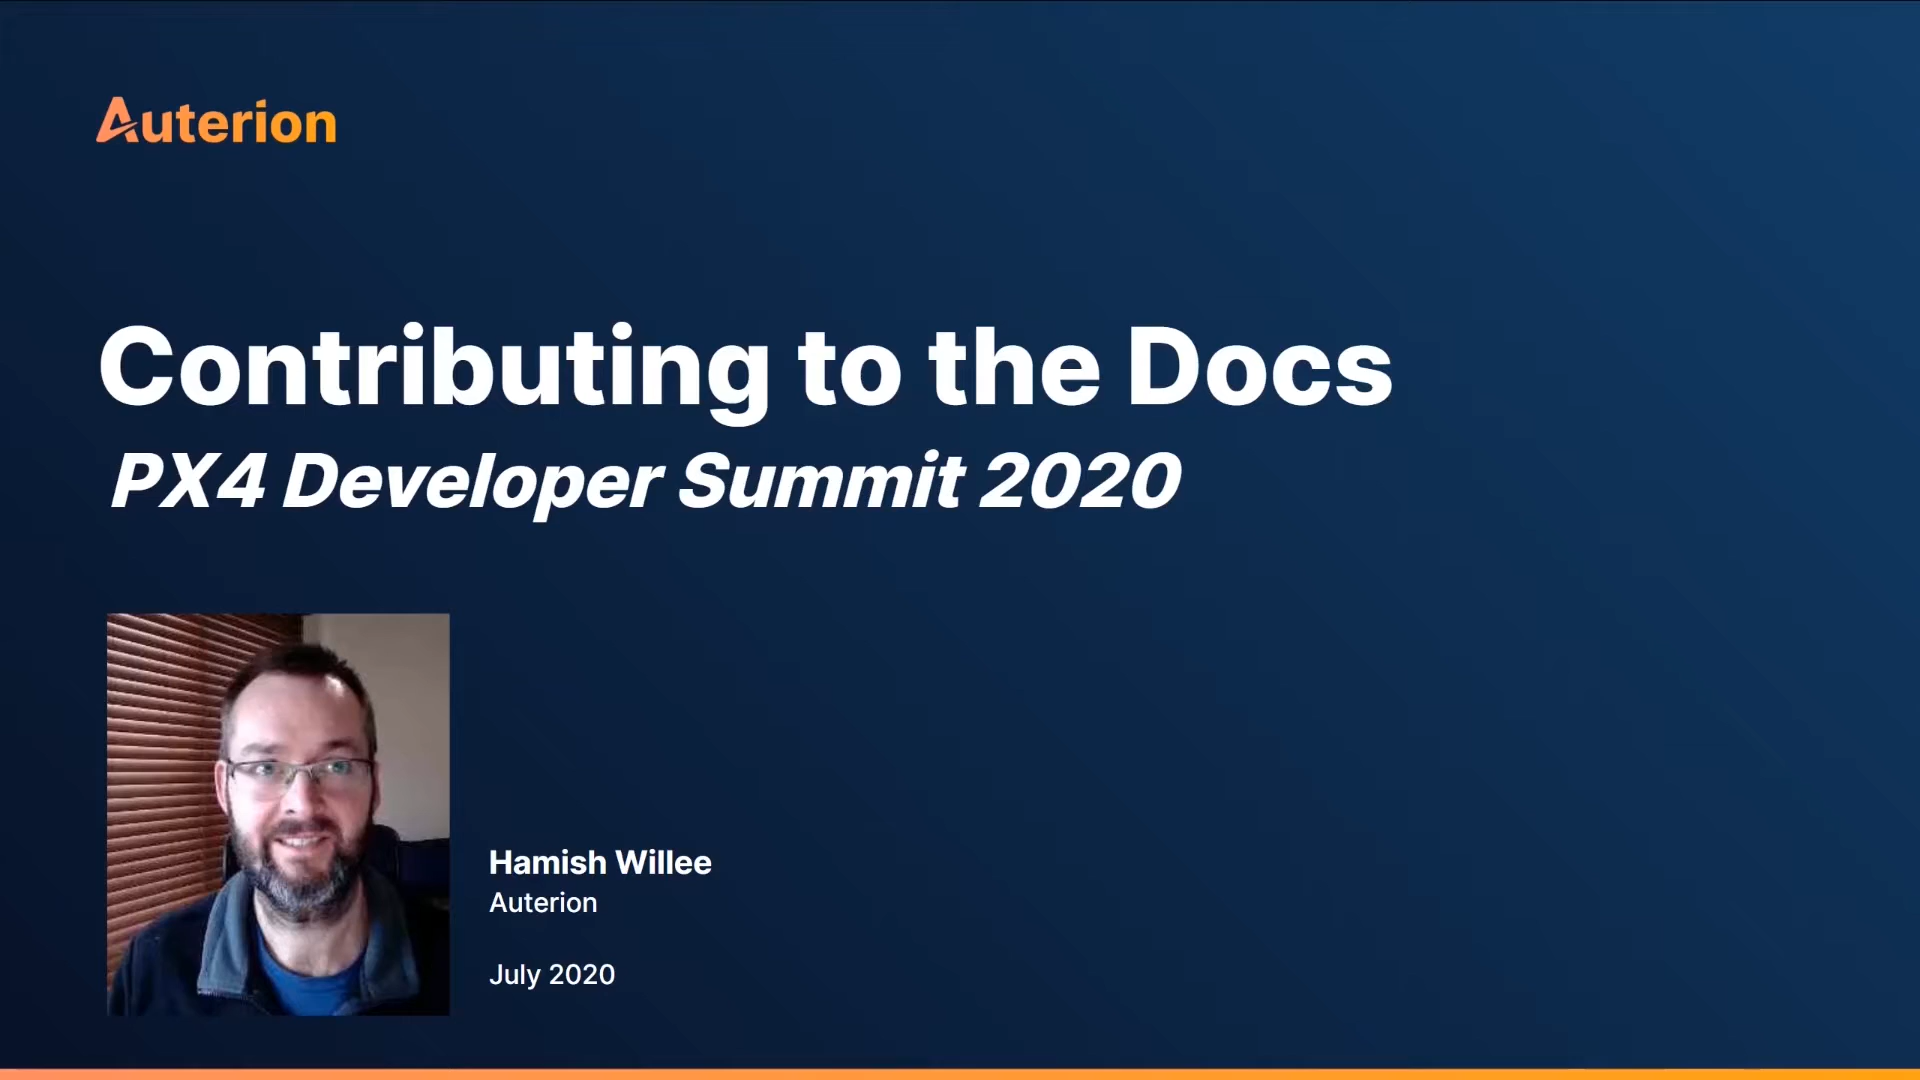 Auterion
Contributing to the Docs
PX4 Developer Summit 2020
Hamish Willee
Auterion
July 2020